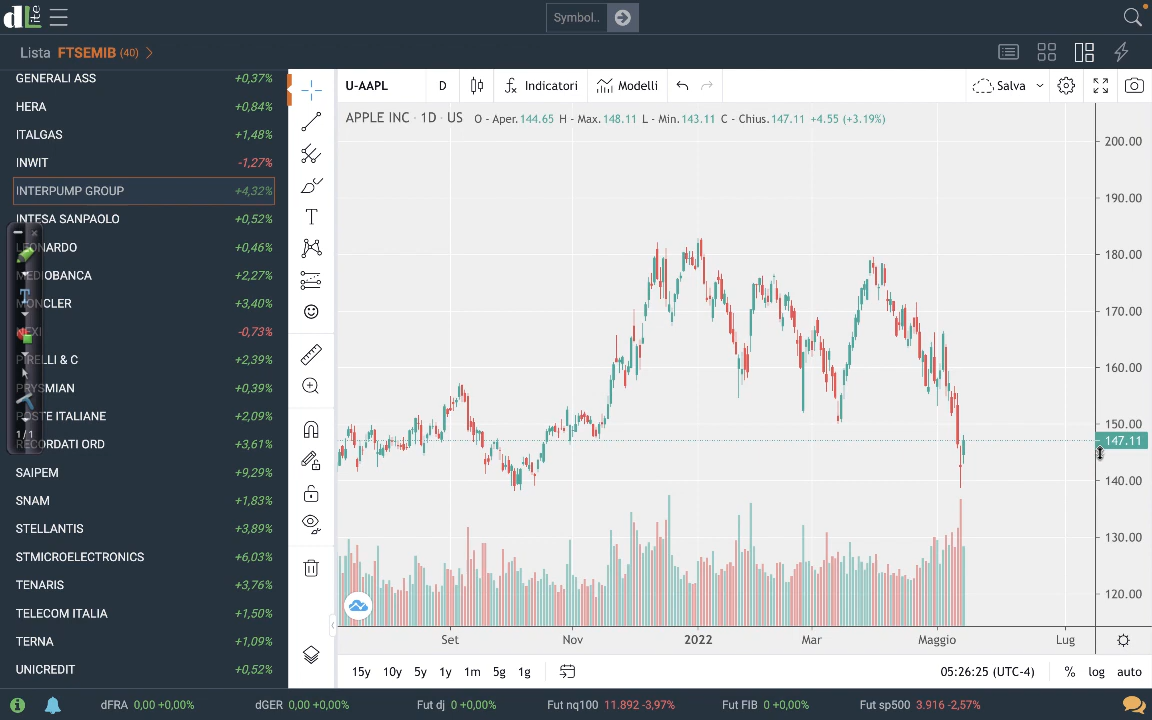 dLite
Symbol..
Lista FTSEMIB (40)
GENERALI ASS +0,37%
HERA +0,84%
ITALGAS +1,48%
INWIT -1,27%
INTERPUMP GROUP +4,32%
INTESA SANPAOLO +0,52%
LEONARDO +0,46%
MEDIOBANCA +2,27%
MONCLER +3,40%
NEXI -0,73%
PIRELLI & C +2,39%
PRYSMIAN +0,39%
POSTE ITALIANE +2,09%
1/1
RECORDATI ORD +3,61%
SAIPEM +9,29%
SNAM +1,83%
STELLANTIS +3,89%
STMICROELECTRONICS +6,03%
TENARIS +3,76%
TELECOM ITALIA +1,50%
TERNA +1,09%
UNICREDIT +0,52%
U-AAPL D Indicatori Modelli Salva
APPLE INC · 1D · US O - Aper. 144.65 H - Max. 148.11 L - Min. 143.11 C - Chius. 147.11 +4.55 (+3.19%)
200.00
190.00
180.00
170.00
160.00
150.00
147.11
140.00
130.00
120.00
Set Nov 2022 Mar Maggio Lug
15y 10y 5y 1y 1m 5g 1g 05:26:25 (UTC-4) % log auto
dFRA 0,00 +0,00% dGER 0,00 +0,00% Fut dj 0 +0,00% Fut nq100 11.892 -3,97% Fut FIB 0 +0,00% Fut sp500 3.916 -2,57%